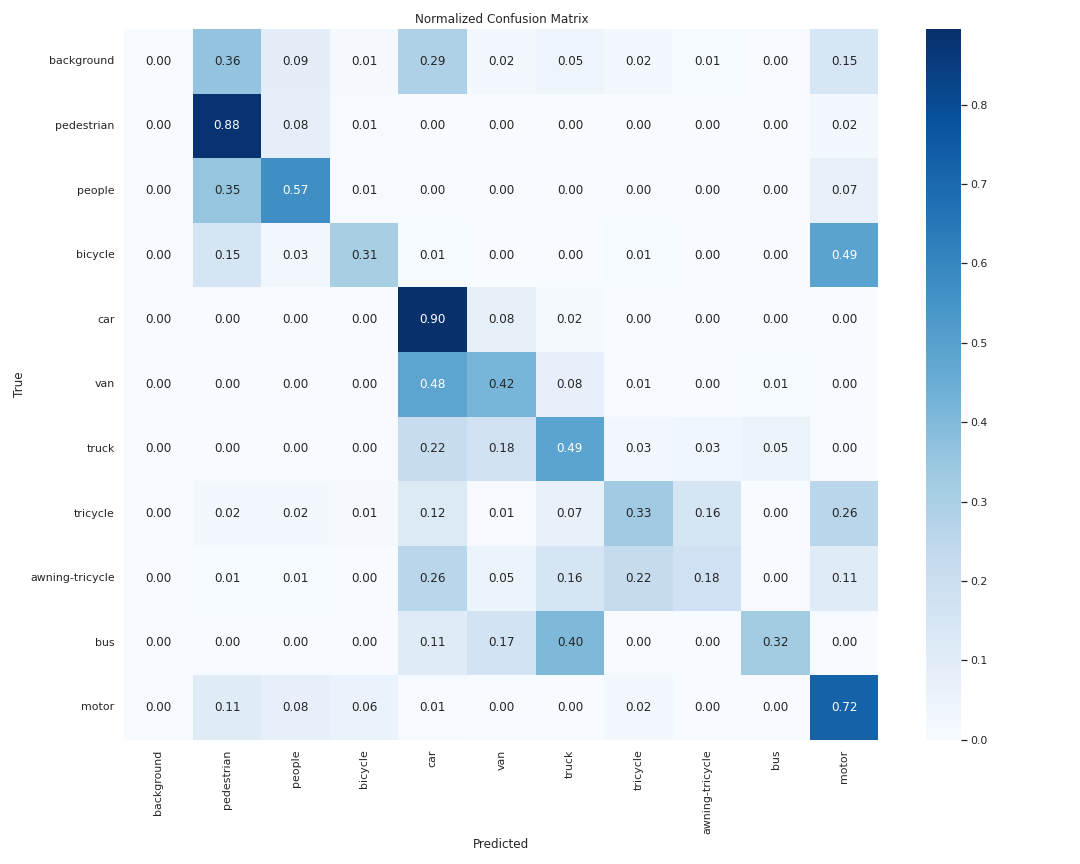 Normalized Confusion Matrix
background 0.00 0.36 0.09 0.01 0.29 0.02 0.05 0.02 0.01 0.00 0.15
pedestrian 0.00 0.88 0.08 0.01 0.00 0.00 0.00 0.00 0.00 0.00 0.02
people 0.00 0.35 0.57 0.01 0.00 0.00 0.00 0.00 0.00 0.00 0.07
bicycle 0.00 0.15 0.03 0.31 0.01 0.00 0.00 0.01 0.00 0.00 0.49
car 0.00 0.00 0.00 0.00 0.90 0.08 0.02 0.00 0.00 0.00 0.00
van 0.00 0.00 0.00 0.00 0.48 0.42 0.08 0.01 0.00 0.01 0.00
truck 0.00 0.00 0.00 0.00 0.22 0.18 0.49 0.03 0.03 0.05 0.00
tricycle 0.00 0.02 0.02 0.01 0.12 0.01 0.07 0.33 0.16 0.00 0.26
awning-tricycle 0.00 0.01 0.01 0.00 0.26 0.05 0.16 0.22 0.18 0.00 0.11
bus 0.00 0.00 0.00 0.00 0.11 0.17 0.40 0.00 0.00 0.32 0.00
motor 0.00 0.11 0.08 0.06 0.01 0.00 0.00 0.02 0.00 0.00 0.72
True
background pedestrian people bicycle car van truck tricycle awning-tricycle bus motor
Predicted
0.8
0.7
0.6
0.5
0.4
0.3
0.2
0.1
0.0